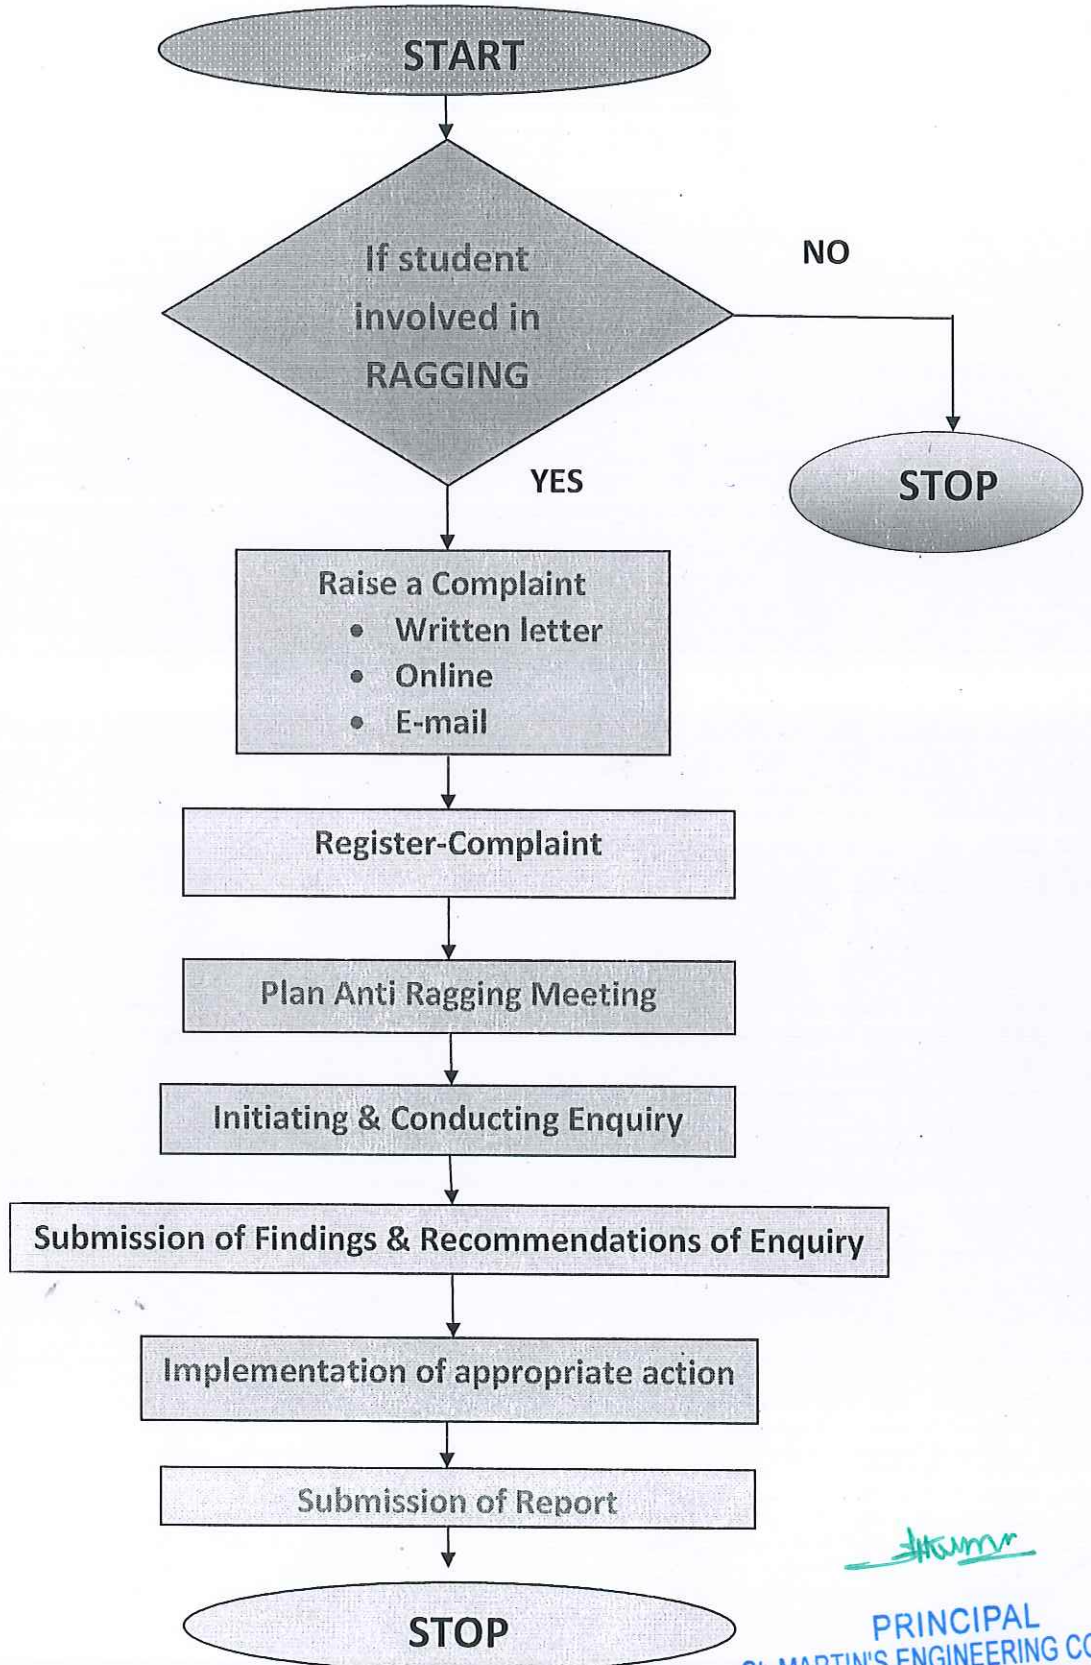 START
If student
involved in
RAGGING
NO
YES
STOP
Raise a Complaint
• Written letter
• Online
• E-mail
Register-Complaint
Plan Anti Ragging Meeting
Initiating & Conducting Enquiry
Submission of Findings & Recommendations of Enquiry
Implementation of appropriate action
Submission of Report
STOP
PRINCIPAL
MARTIN'S ENGINEERING